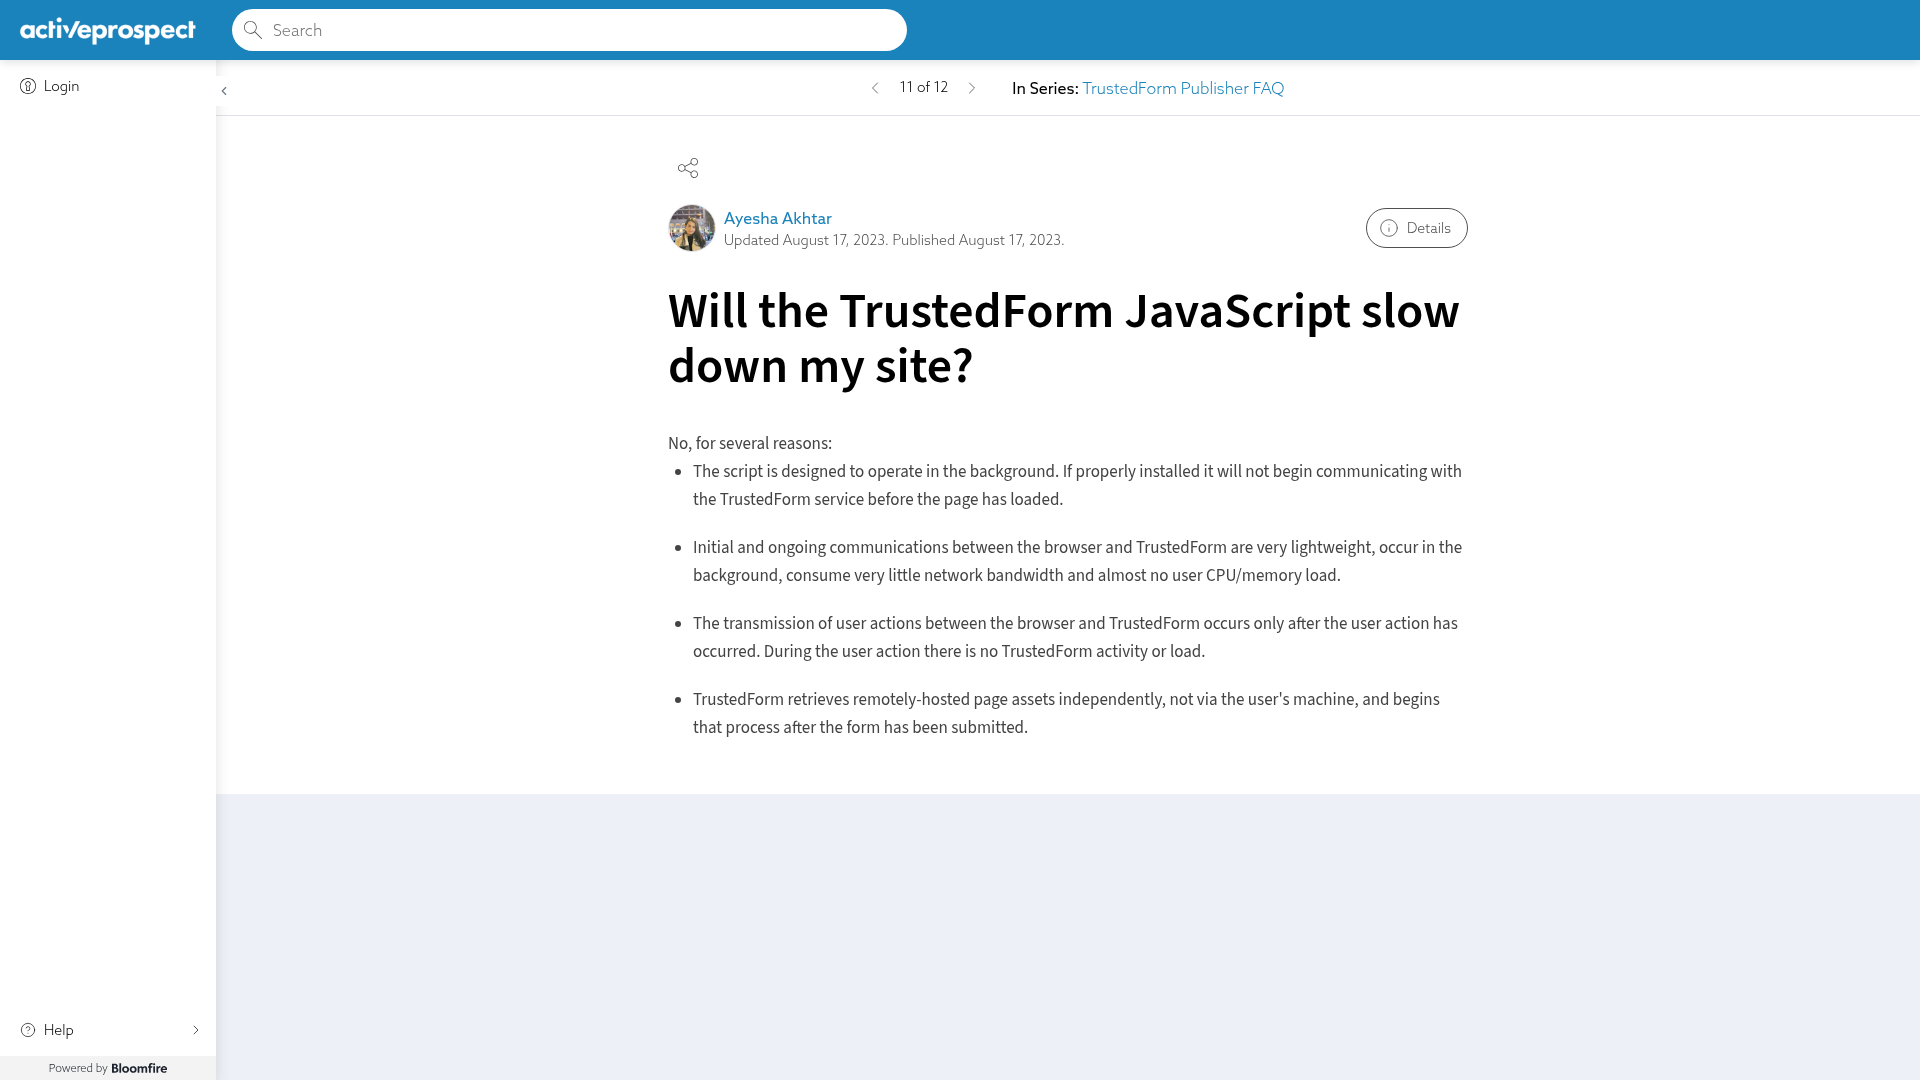 activeprospect
Search
Login
11 of 12
In Series: TrustedForm Publisher FAQ
Ayesha Akhtar
Updated August 17, 2023. Published August 17, 2023.
Details
Will the TrustedForm JavaScript slow
down my site?
No, for several reasons:
The script is designed to operate in the background. If properly installed it will not begin communicating with
the TrustedForm service before the page has loaded.
Initial and ongoing communications between the browser and TrustedForm are very lightweight, occur in the
background, consume very little network bandwidth and almost no user CPU/memory load.
The transmission of user actions between the browser and TrustedForm occurs only after the user action has
occurred. During the user action there is no TrustedForm activity or load.
TrustedForm retrieves remotely-hosted page assets independently, not via the user's machine, and begins
that process after the form has been submitted.
Help
Powered by Bloomfire